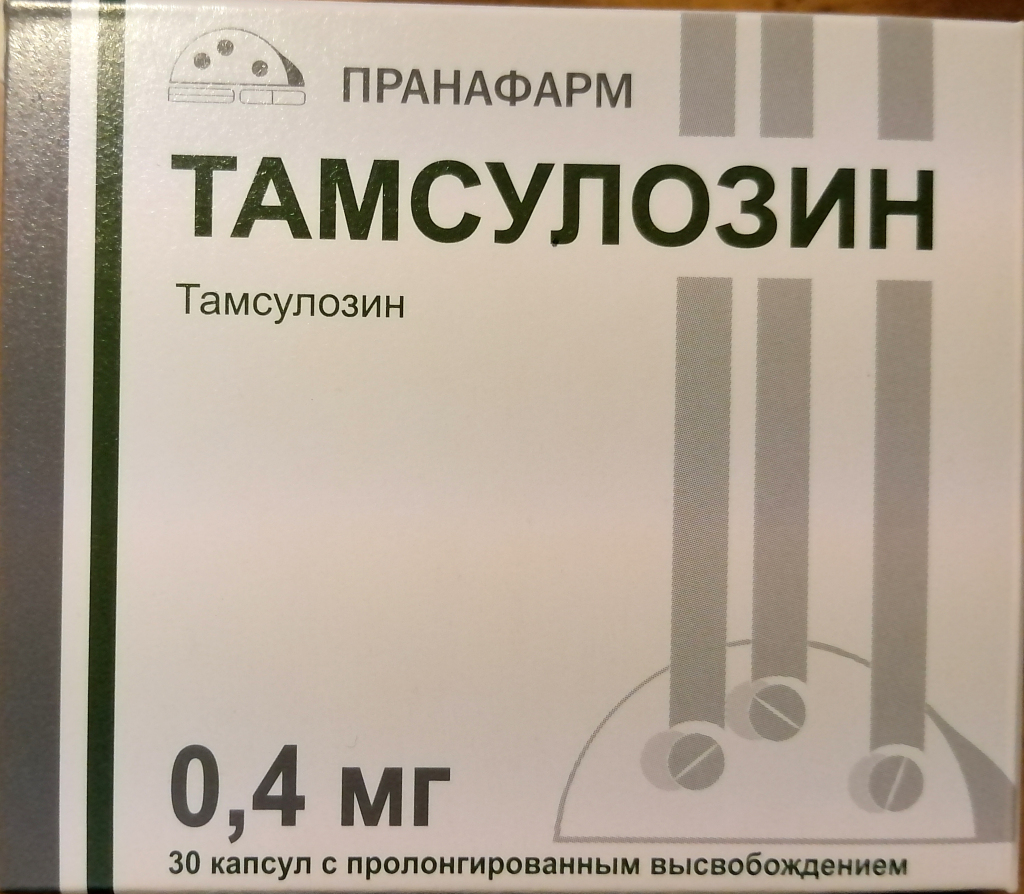 ПРАНАФАРМ
ТАМСУЛОЗИН
Тамсулозин
0,4 мг
30 капсул с пролонгированным высвобождением